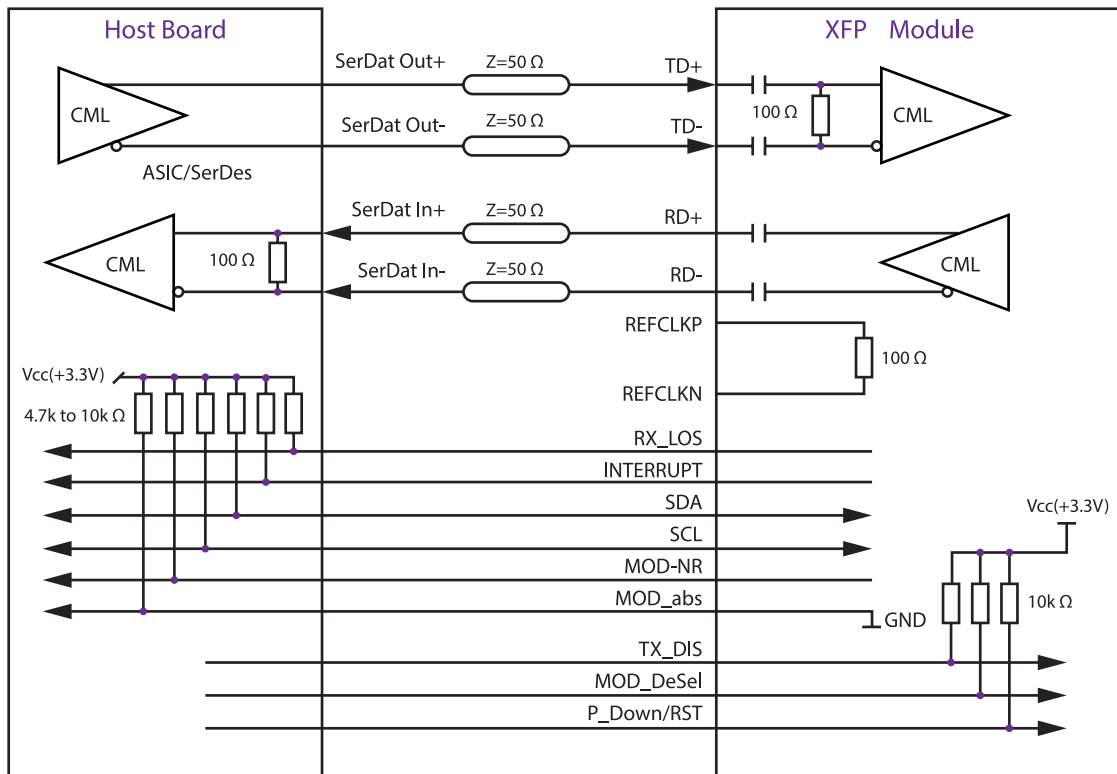 Host Board
XFP Module
SerDat Out+
Z=50 Ω
TD+
CML
100 Ω
CML
SerDat Out-
Z=50 Ω
TD-
ASIC/SerDes
SerDat In+
Z=50 Ω
RD+
CML
100 Ω
SerDat In-
Z=50 Ω
RD-
CML
REFCLKP
100 Ω
REFCLKN
Vcc(+3.3V)
4.7k to 10k Ω
RX_LOS
INTERRUPT
SDA
SCL
MOD-NR
MOD_abs
GND
Vcc(+3.3V)
10k Ω
TX_DIS
MOD_DeSel
P_Down/RST